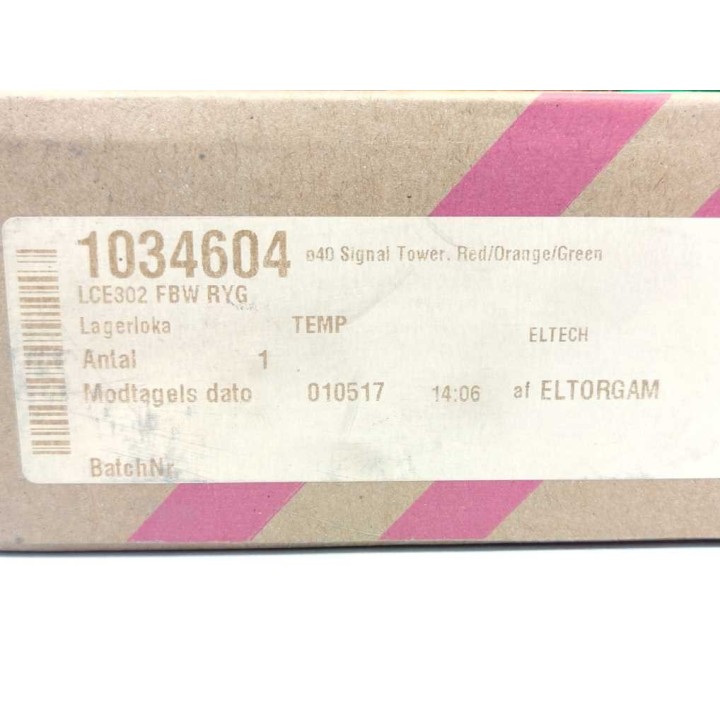 1034604 ø40 Signal Tower. Red/Orange/Green
LCE302 FBW RYG
Lagerloka TEMP ELTECH
Antal 1
Modtagels dato 010517 14:06 af ELTORGAM
BatchNr.